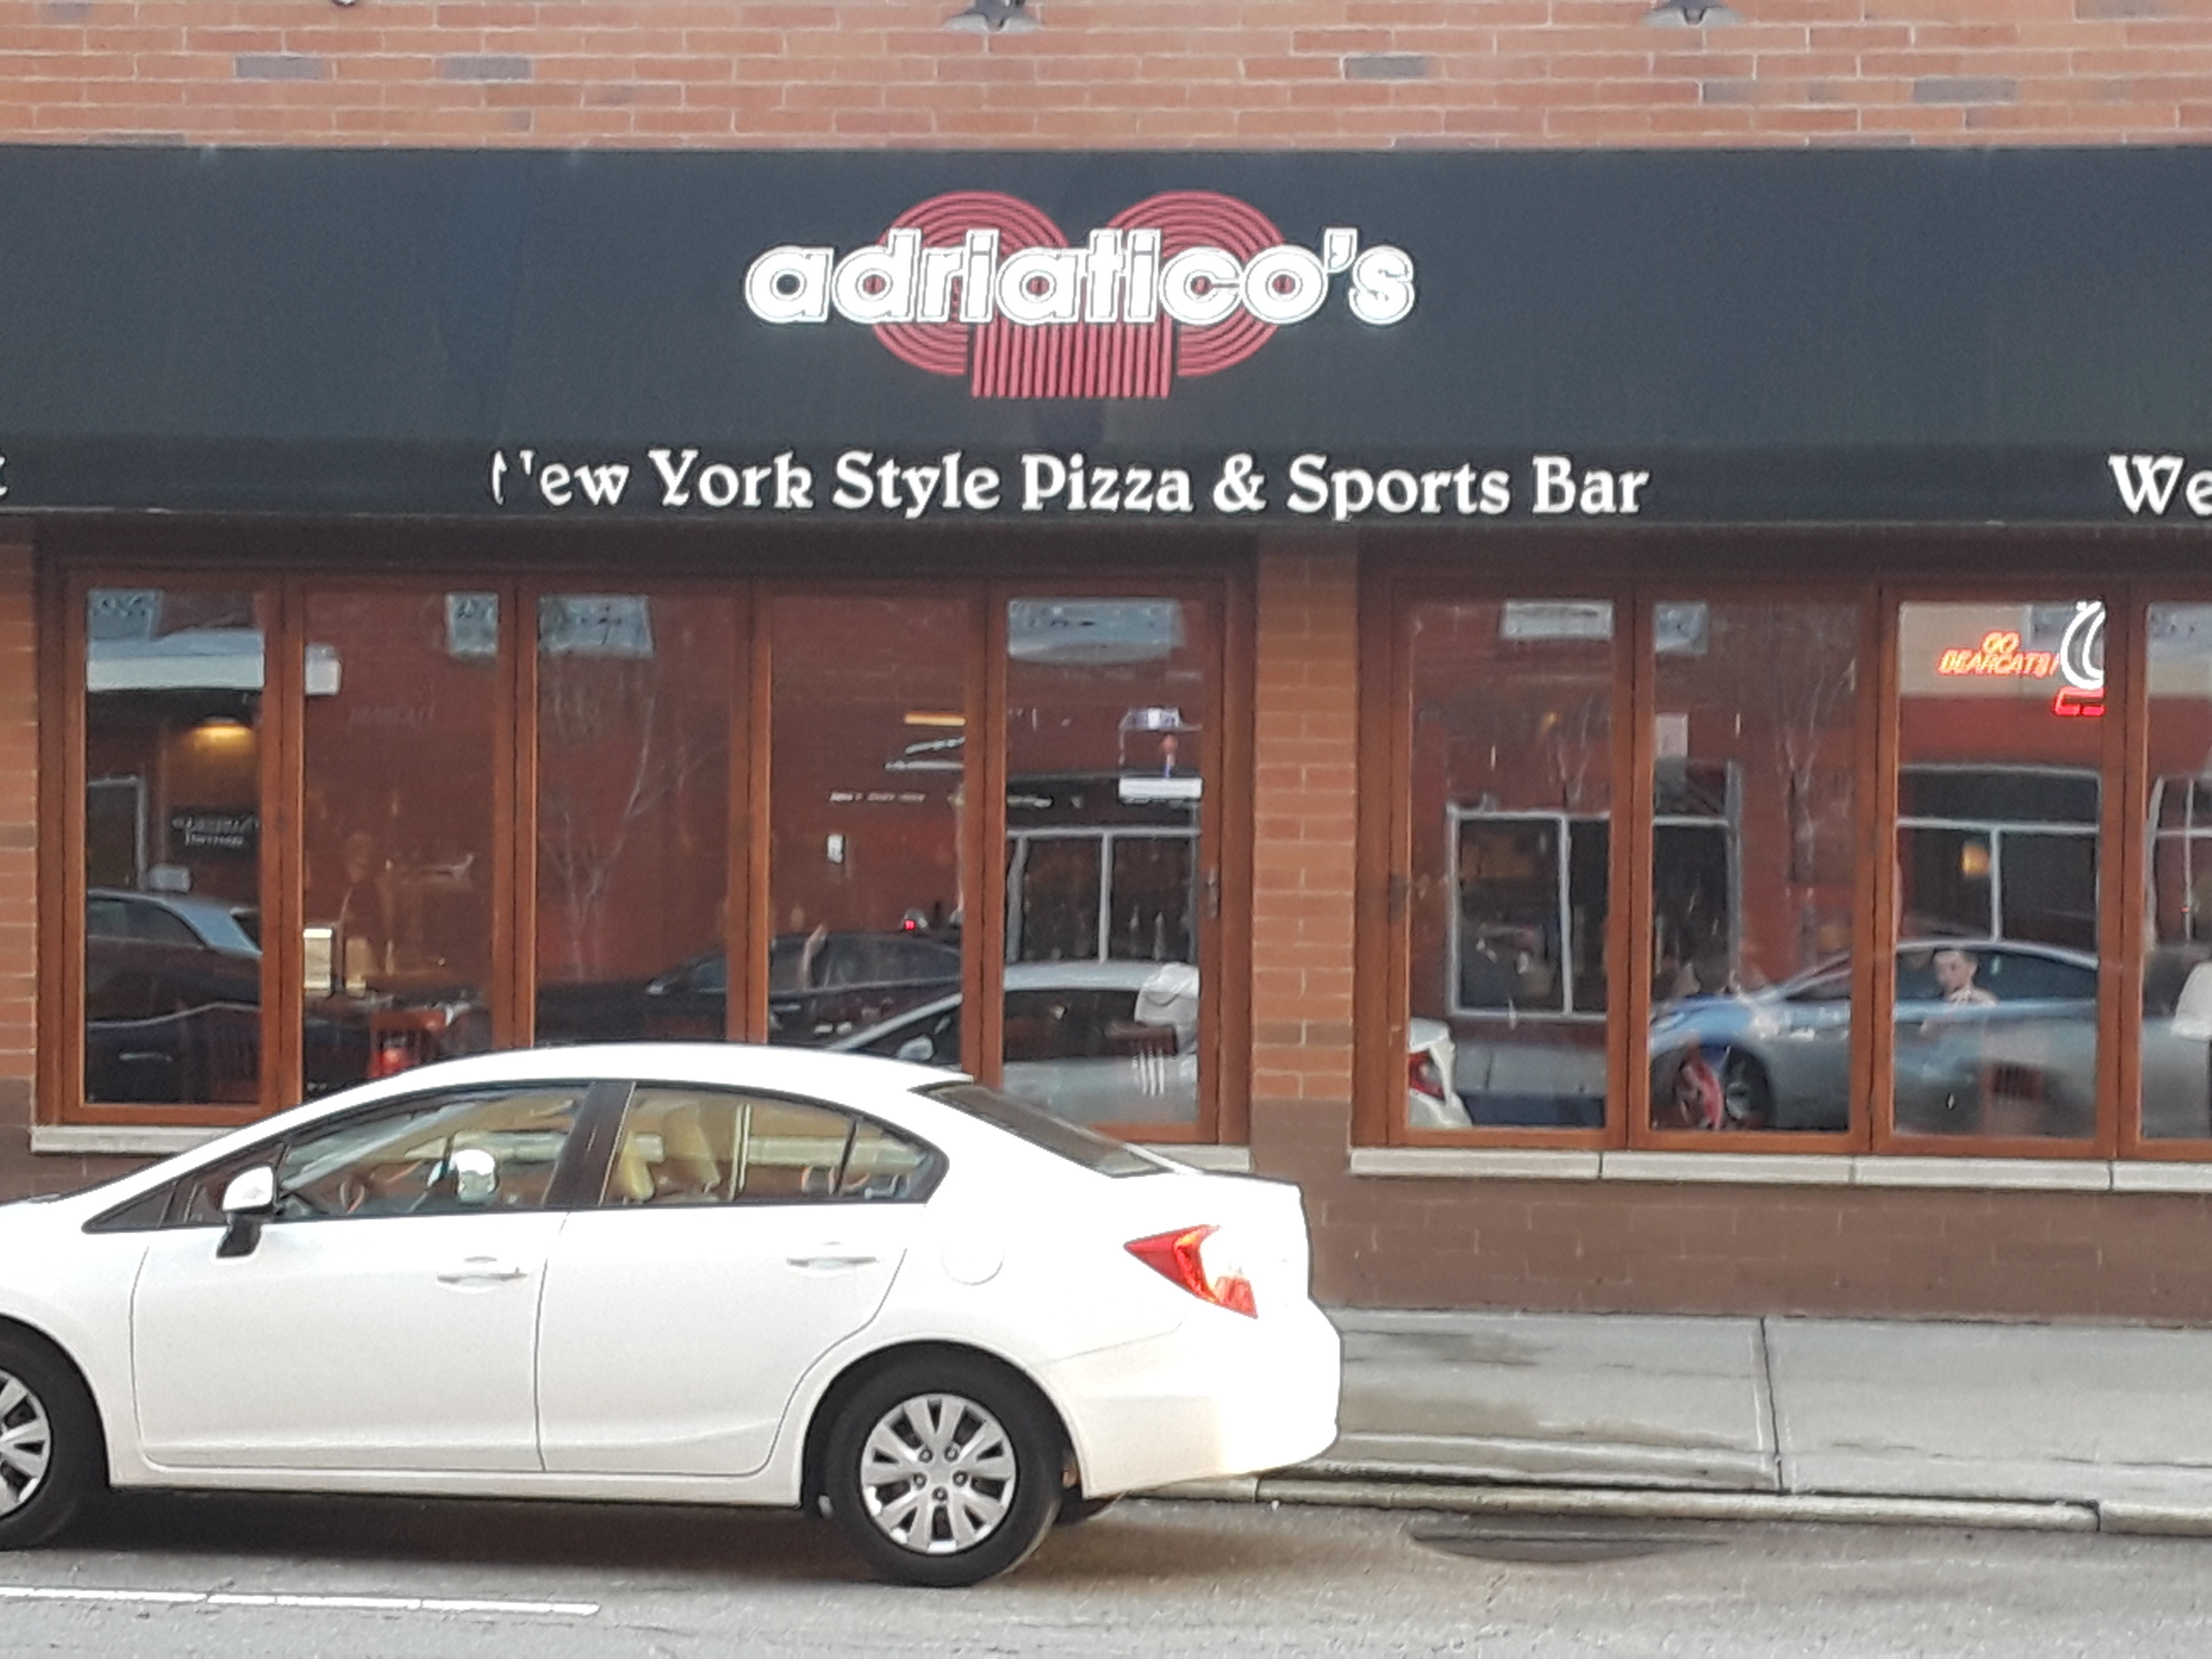 adriatico's
New York Style Pizza & Sports Bar
We
GO
BEARCATS!